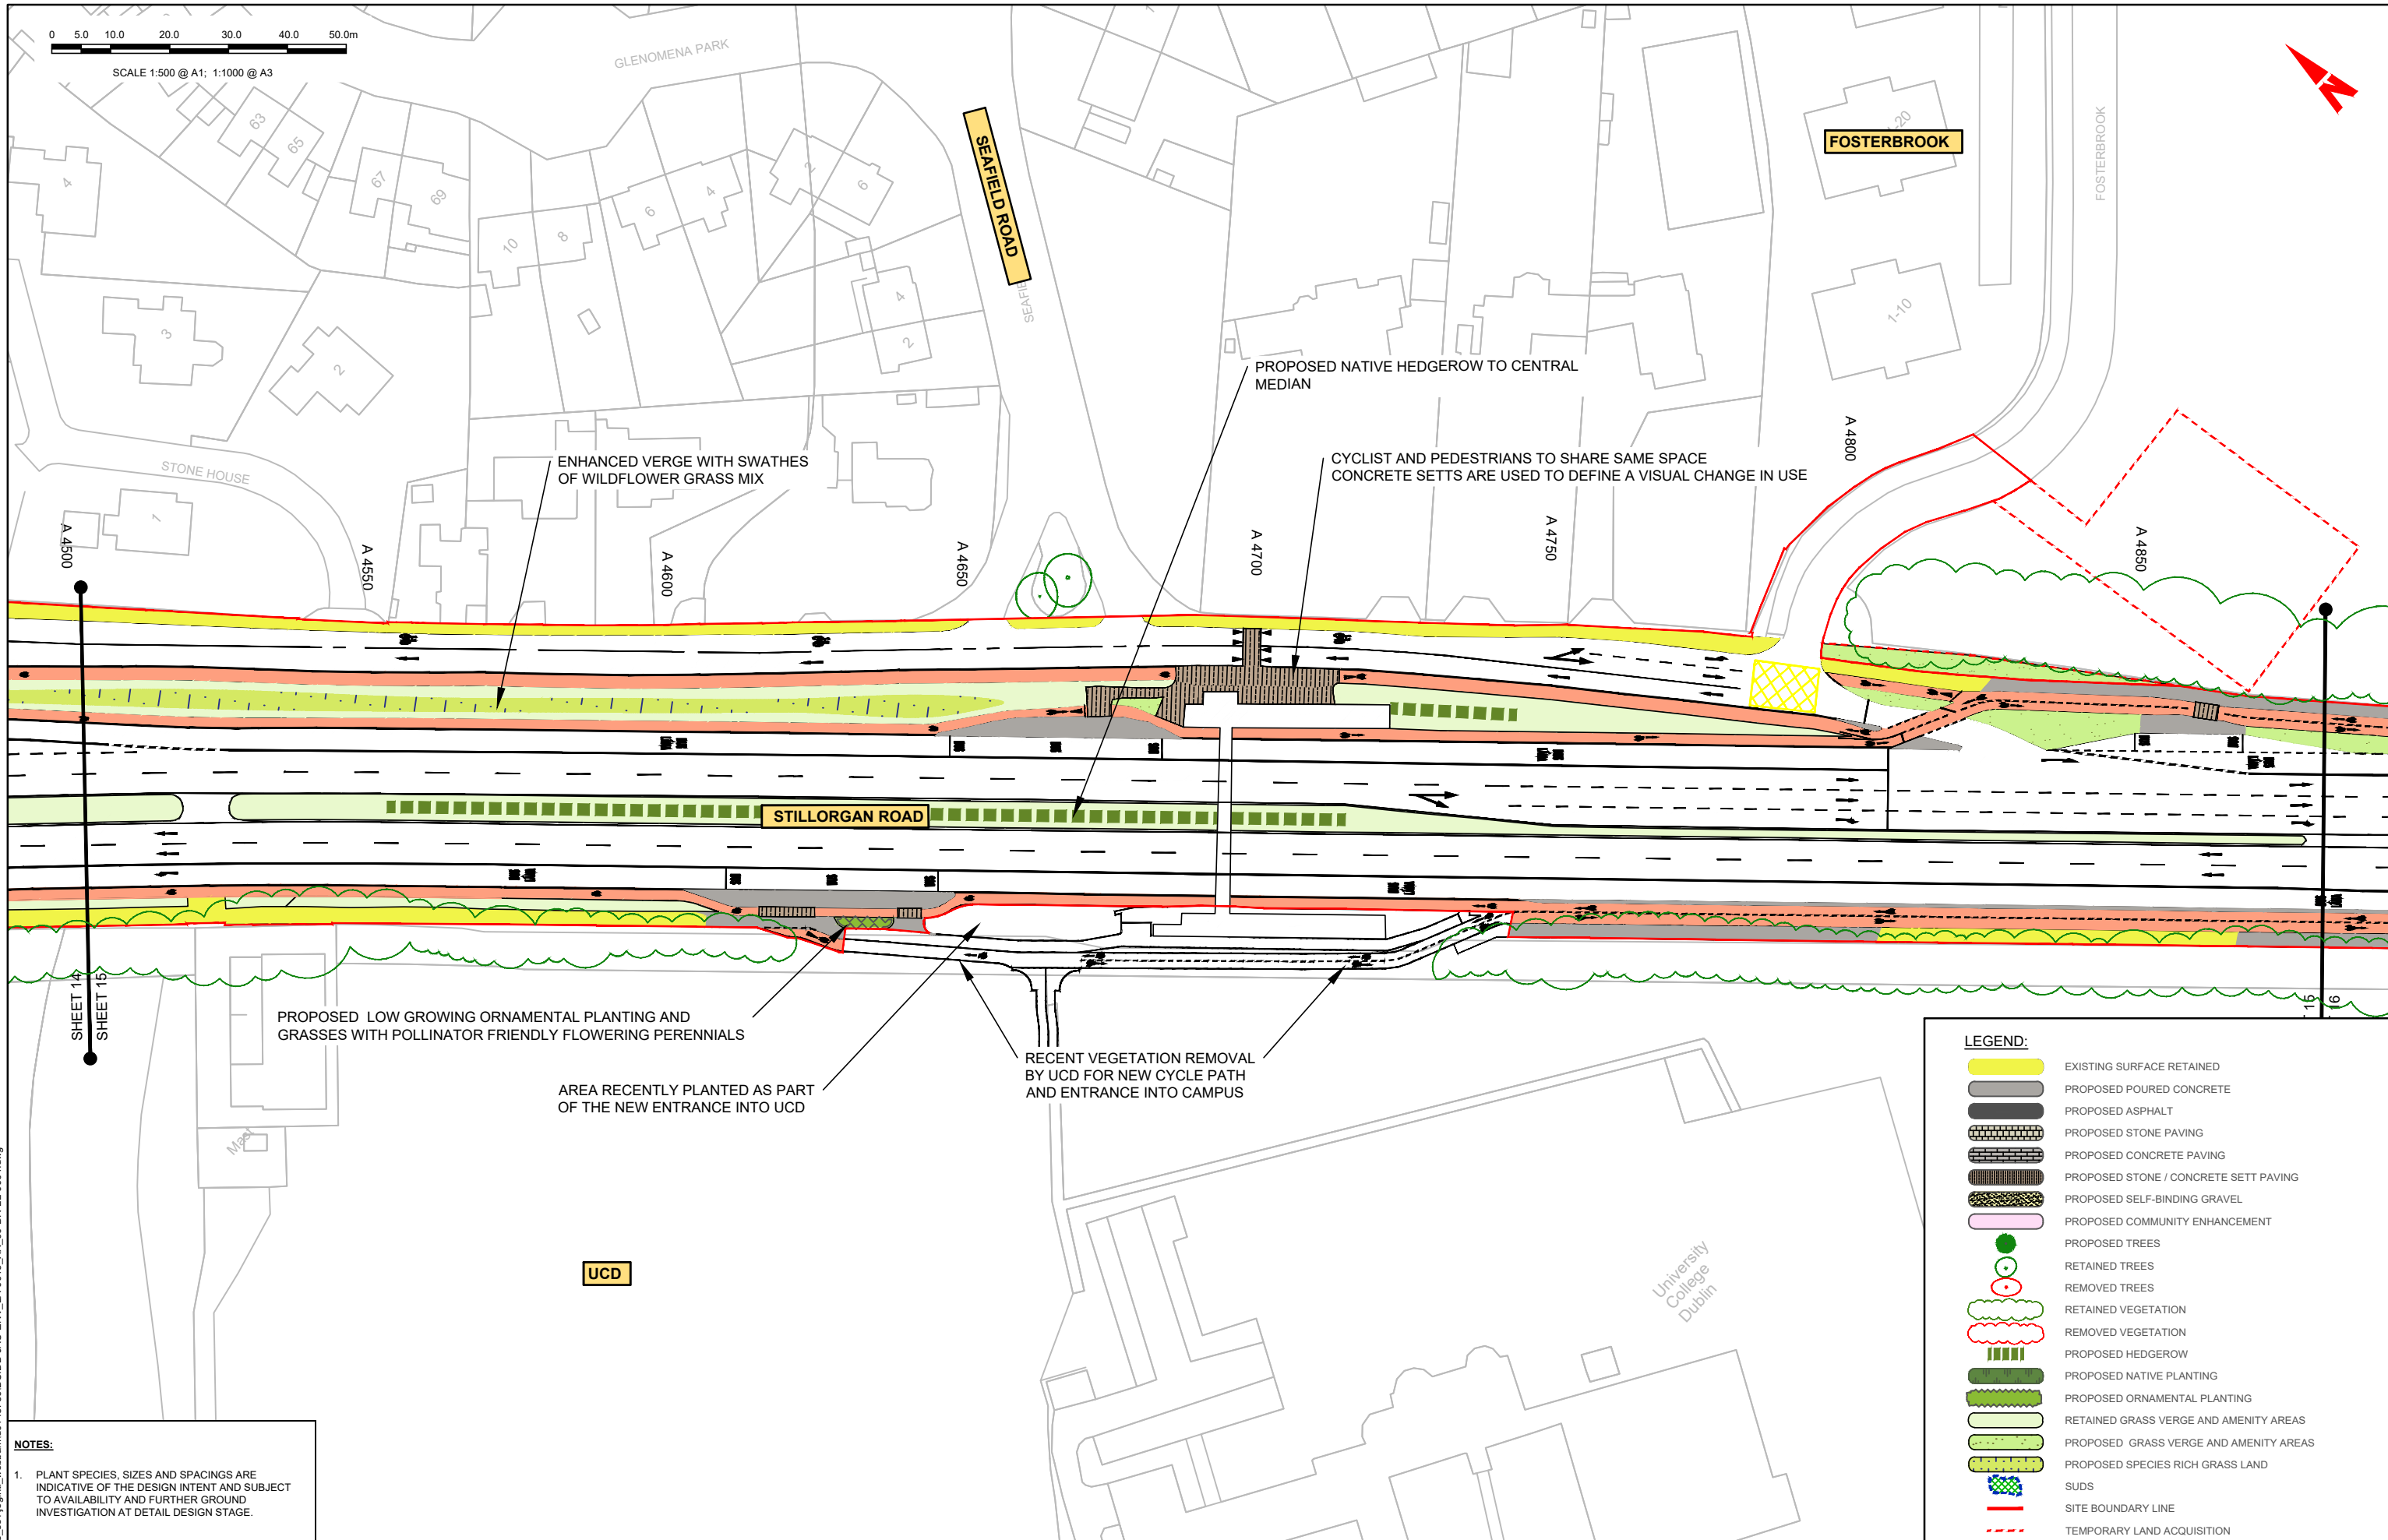 0 5.0 10.0 20.0 30.0 40.0 50.0m
SCALE 1:500 @ A1; 1:1000 @ A3
GLENOMENA PARK
63
65
67
69
4
10
8
6
4
2
6
4
2
3
2
1
STONE HOUSE
SEAFIELD ROAD
FOSTERBROOK
FOSTERBROOK
1-10
PROPOSED NATIVE HEDGEROW TO CENTRAL
MEDIAN
ENHANCED VERGE WITH SWATHES
OF WILDFLOWER GRASS MIX
CYCLIST AND PEDESTRIANS TO SHARE SAME SPACE
CONCRETE SETTS ARE USED TO DEFINE A VISUAL CHANGE IN USE
A 4500
A 4550
A 4600
A 4650
A 4700
A 4750
A 4800
A 4850
STILLORGAN ROAD
SHEET 14
SHEET 15
15
16
PROPOSED LOW GROWING ORNAMENTAL PLANTING AND
GRASSES WITH POLLINATOR FRIENDLY FLOWERING PERENNIALS
AREA RECENTLY PLANTED AS PART
OF THE NEW ENTRANCE INTO UCD
RECENT VEGETATION REMOVAL
BY UCD FOR NEW CYCLE PATH
AND ENTRANCE INTO CAMPUS
Mast
UCD
University
College
Dublin
NOTES:
1. PLANT SPECIES, SIZES AND SPACINGS ARE
INDICATIVE OF THE DESIGN INTENT AND SUBJECT
TO AVAILABILITY AND FURTHER GROUND
INVESTIGATION AT DETAIL DESIGN STAGE.
LEGEND:
EXISTING SURFACE RETAINED
PROPOSED POURED CONCRETE
PROPOSED ASPHALT
PROPOSED STONE PAVING
PROPOSED CONCRETE PAVING
PROPOSED STONE / CONCRETE SETT PAVING
PROPOSED SELF-BINDING GRAVEL
PROPOSED COMMUNITY ENHANCEMENT
PROPOSED TREES
RETAINED TREES
REMOVED TREES
RETAINED VEGETATION
REMOVED VEGETATION
PROPOSED HEDGEROW
PROPOSED NATIVE PLANTING
PROPOSED ORNAMENTAL PLANTING
RETAINED GRASS VERGE AND AMENITY AREAS
PROPOSED GRASS VERGE AND AMENITY AREAS
PROPOSED SPECIES RICH GRASS LAND
SUDS
SITE BOUNDARY LINE
TEMPORARY LAND ACQUISITION